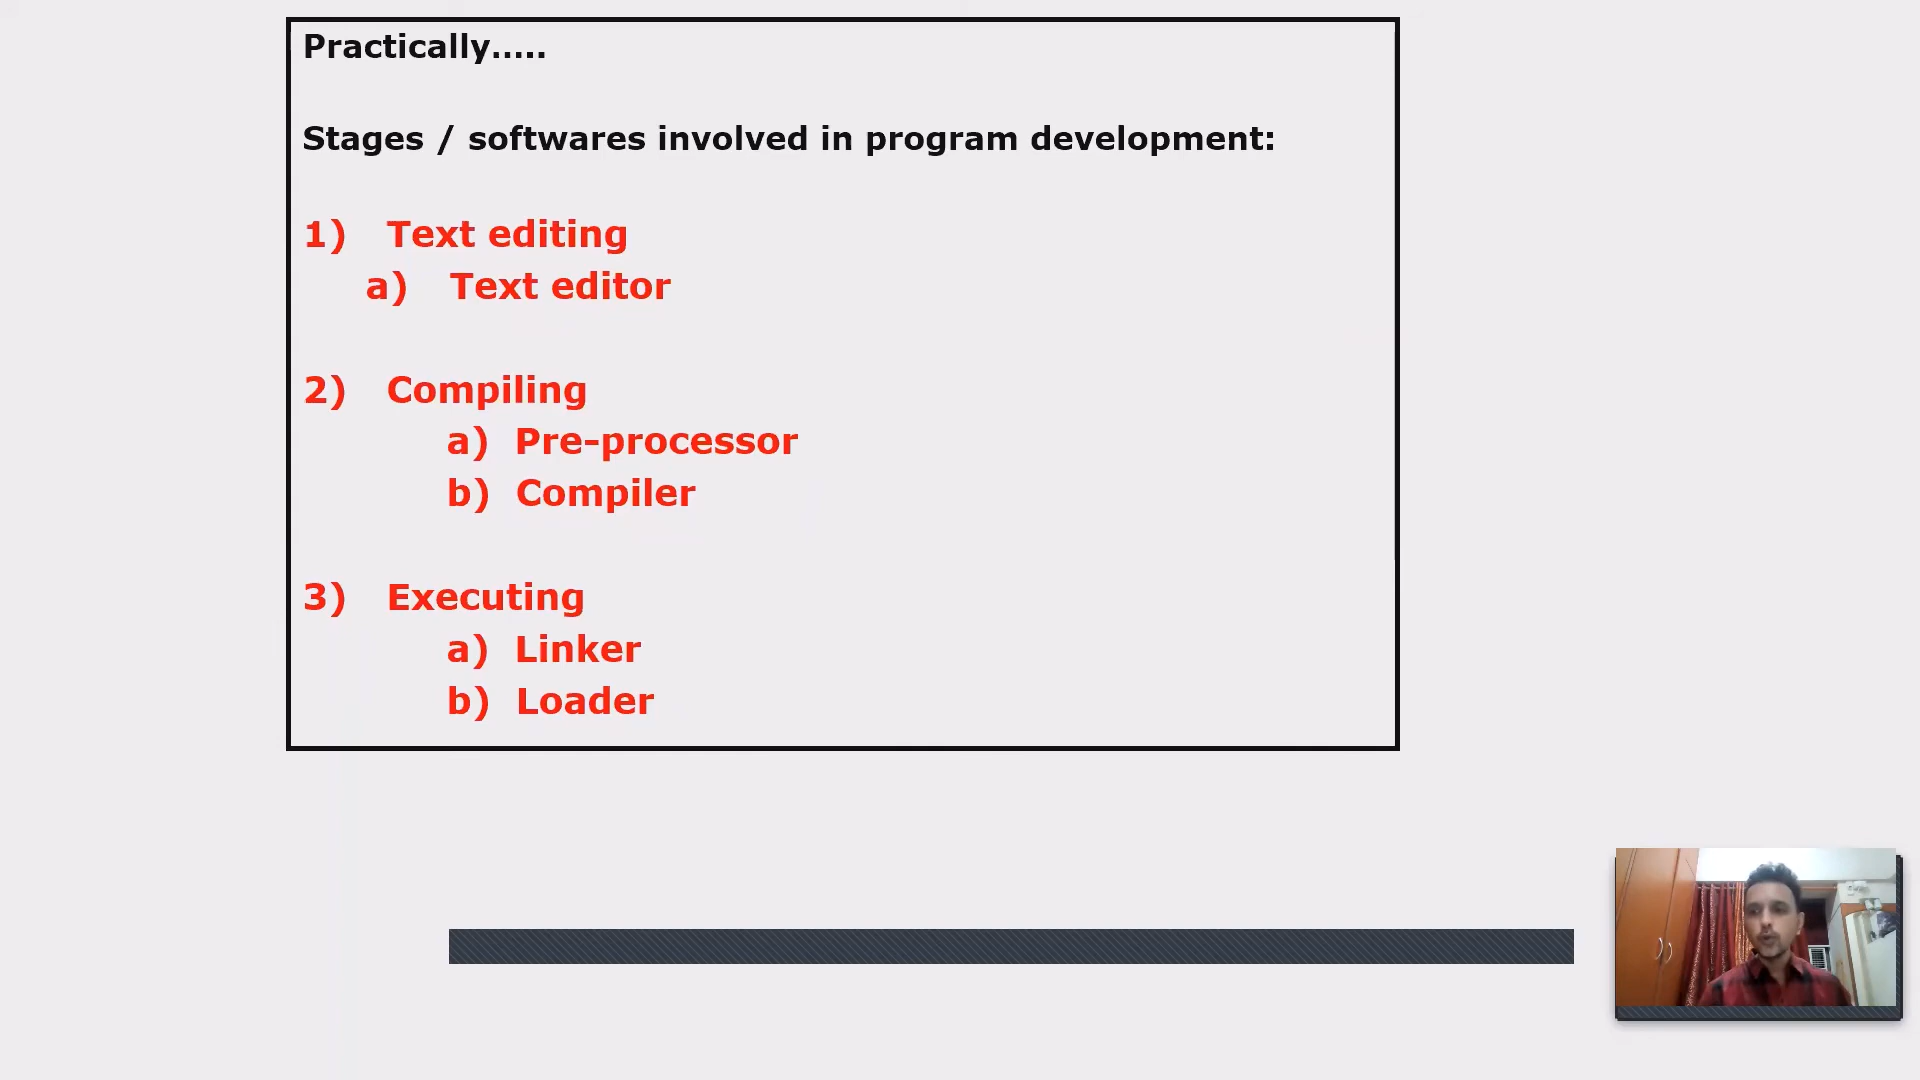 Practically.....
Stages / softwares involved in program development:
1) Text editing
a) Text editor
2) Compiling
a) Pre-processor
b) Compiler
3) Executing
a) Linker
b) Loader